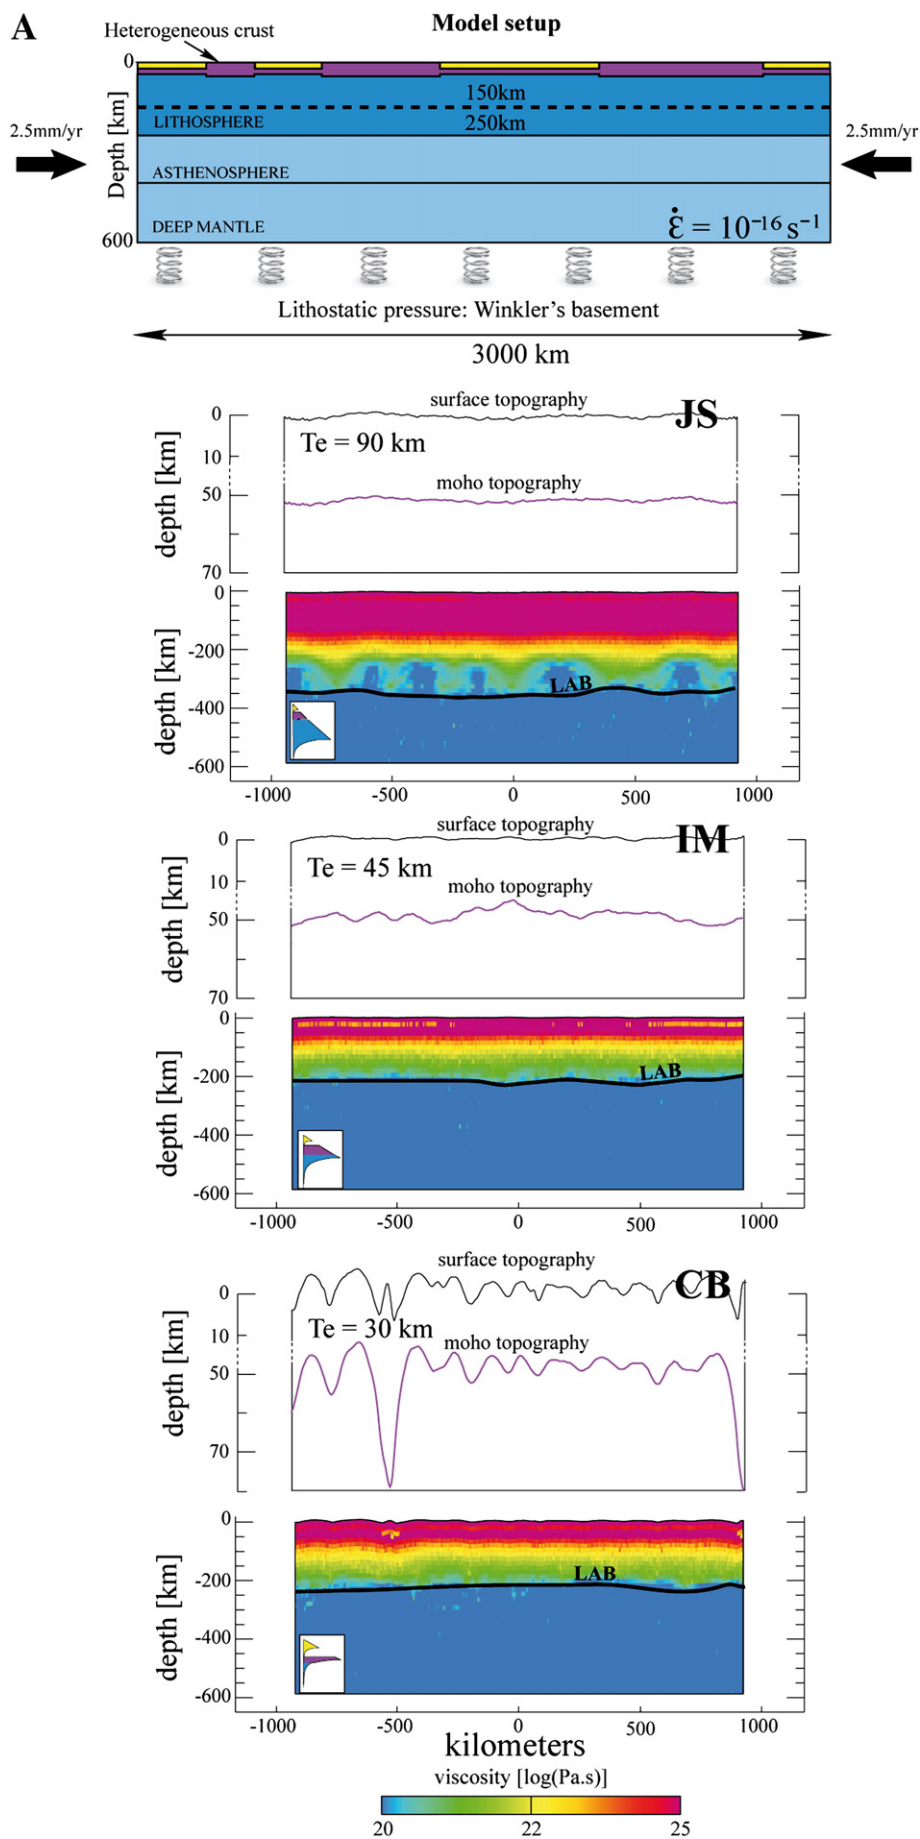 A
Model setup
Heterogeneous crust
0
150km
LITHOSPHERE
250km
2.5mm/yr
2.5mm/yr
Depth [km]
ASTHENOSPHERE
DEEP MANTLE
ε̇ = 10⁻¹⁶ s⁻¹
600
Lithostatic pressure: Winkler's basement
3000 km
surface topography
JS
0
Te = 90 km
10
depth [km]
moho topography
50
70
0
-200
depth [km]
LAB
-400
-600
-1000 -500 0 500 1000
surface topography
IM
0
Te = 45 km
10
depth [km]
moho topography
50
70
0
-200
depth [km]
LAB
-400
-600
-1000 -500 0 500 1000
surface topography
CB
0
Te = 30 km
10
depth [km]
moho topography
50
70
0
-200
depth [km]
LAB
-400
-600
-1000 -500 0 500 1000
kilometers
viscosity [log(Pa.s)]
20 22 25